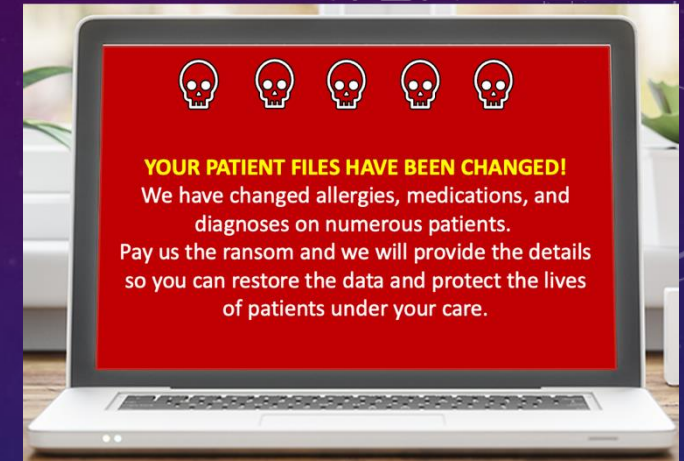 YOUR PATIENT FILES HAVE BEEN CHANGED!
We have changed allergies, medications, and
diagnoses on numerous patients.
Pay us the ransom and we will provide the details
so you can restore the data and protect the lives
of patients under your care.